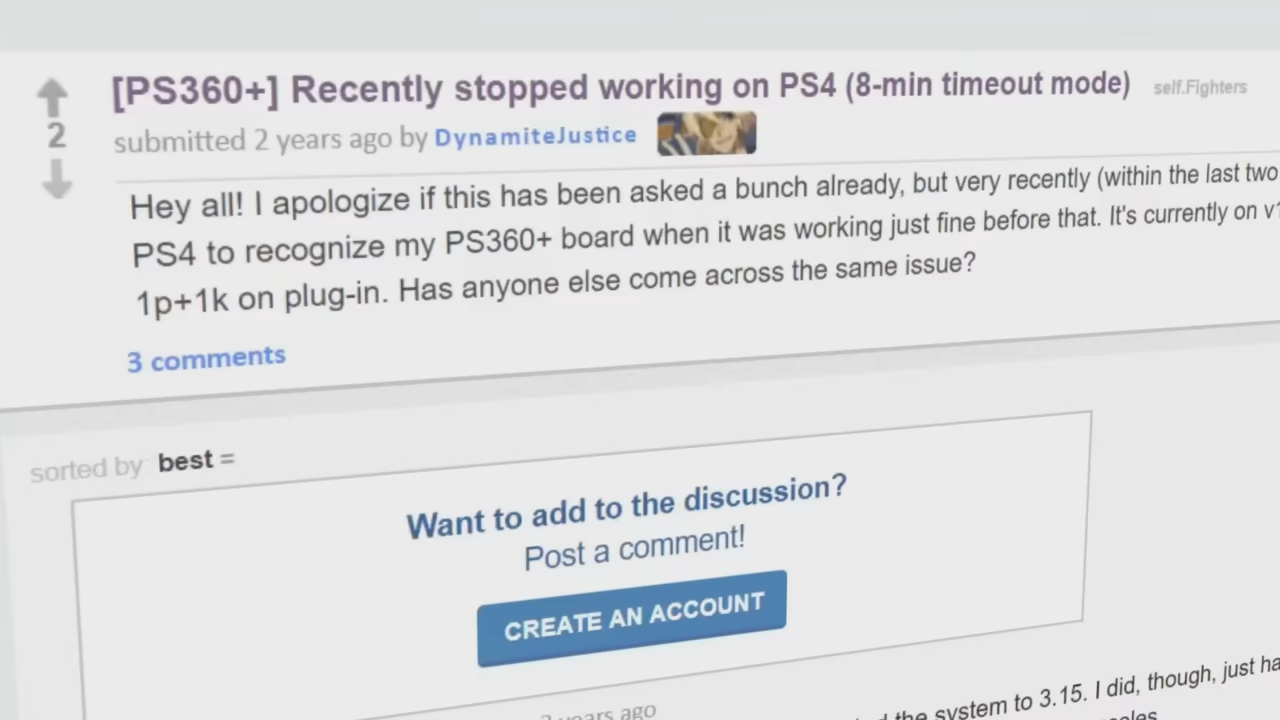 [PS360+] Recently stopped working on PS4 (8-min timeout mode) self.Fighters
2
submitted 2 years ago by DynamiteJustice
Hey all! I apologize if this has been asked a bunch already, but very recently (within the last two
PS4 to recognize my PS360+ board when it was working just fine before that. It's currently on
1p+1k on plug-in. Has anyone else come across the same issue?
3 comments
sorted by best =
Want to add to the discussion?
Post a comment!
CREATE AN ACCOUNT
years ago
the system to 3.15. I did, though, just